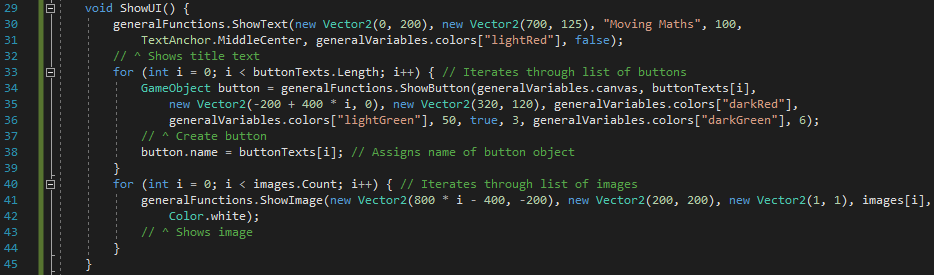 29 void ShowUI() {
30 generalFunctions.ShowText(new Vector2(0, 200), new Vector2(700, 125), "Moving Maths", 100,
31 TextAnchor.MiddleCenter, generalVariables.colors["lightRed"], false);
32 // ^ Shows title text
33 for (int i = 0; i < buttonTexts.Length; i++) { // Iterates through list of buttons
34 GameObject button = generalFunctions.ShowButton(generalVariables.canvas, buttonTexts[i],
35 new Vector2(-200 + 400 * i, 0), new Vector2(320, 120), generalVariables.colors["darkRed"],
36 generalVariables.colors["lightGreen"], 50, true, 3, generalVariables.colors["darkGreen"], 6);
37 // ^ Create button
38 button.name = buttonTexts[i]; // Assigns name of button object
39 }
40 for (int i = 0; i < images.Count; i++) { // Iterates through list of images
41 generalFunctions.ShowImage(new Vector2(800 * i - 400, -200), new Vector2(200, 200), new Vector2(1, 1), images[i],
42 Color.white);
43 // ^ Shows image
44 }
45 }